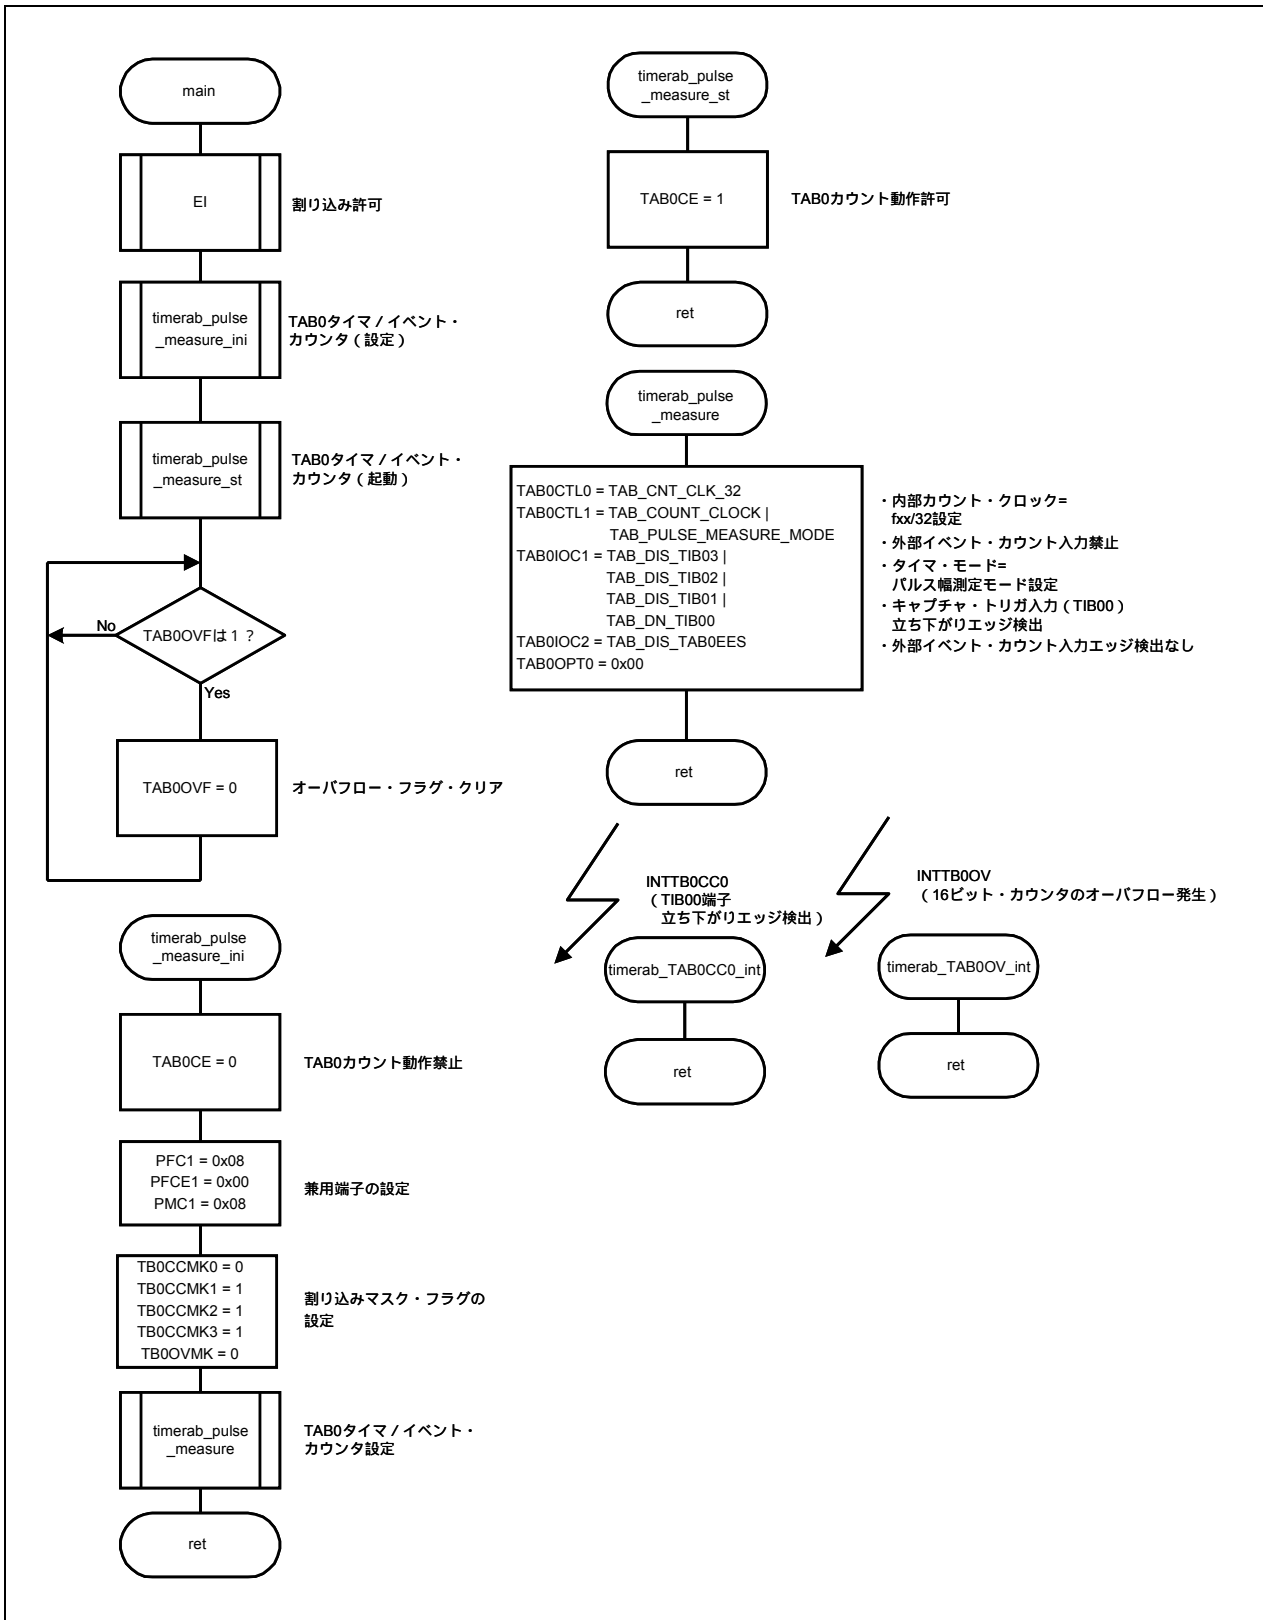 main
EI
割り込み許可
timerab_pulse
_measure_ini
TAB0タイマ / イベント・
カウンタ ( 設定 )
timerab_pulse
_measure_st
TAB0タイマ / イベント・
カウンタ ( 起動 )
No
TAB0OVFは 1 ?
Yes
TAB0OVF = 0
オーバフロー・フラグ・クリア
timerab_pulse
_measure_ini
TAB0CE = 0
TAB0カウント動作禁止
PFC1 = 0x08
PFCE1 = 0x00
PMC1 = 0x08
兼用端子の設定
TB0CCMK0 = 0
TB0CCMK1 = 1
TB0CCMK2 = 1
TB0CCMK3 = 1
TB0OVMK = 0
割り込みマスク・フラグの
設定
timerab_pulse
_measure
TAB0タイマ / イベント・
カウンタ設定
ret
timerab_pulse
_measure_st
TAB0CE = 1
TAB0カウント動作許可
ret
timerab_pulse
_measure
TAB0CTL0 = TAB_CNT_CLK_32
TAB0CTL1 = TAB_COUNT_CLOCK |
TAB_PULSE_MEASURE_MODE
TAB0IOC1 = TAB_DIS_TIB03 |
TAB_DIS_TIB02 |
TAB_DIS_TIB01 |
TAB_DN_TIB00
TAB0IOC2 = TAB_DIS_TAB0EES
TAB0OPT0 = 0x00
・内部カウント・クロック=
fxx/32設定
・外部イベント・カウント入力禁止
・タイマ・モード=
パルス幅測定モード設定
・キャプチャ・トリガ入力 ( TIB00 )
立ち下がりエッジ検出
・外部イベント・カウント入力エッジ検出なし
ret
INTTB0CC0
( TIB00端子
立ち下がりエッジ検出 )
timerab_TAB0CC0_int
ret
INTTB0OV
( 16ビット・カウンタのオーバフロー発生 )
timerab_TAB0OV_int
ret